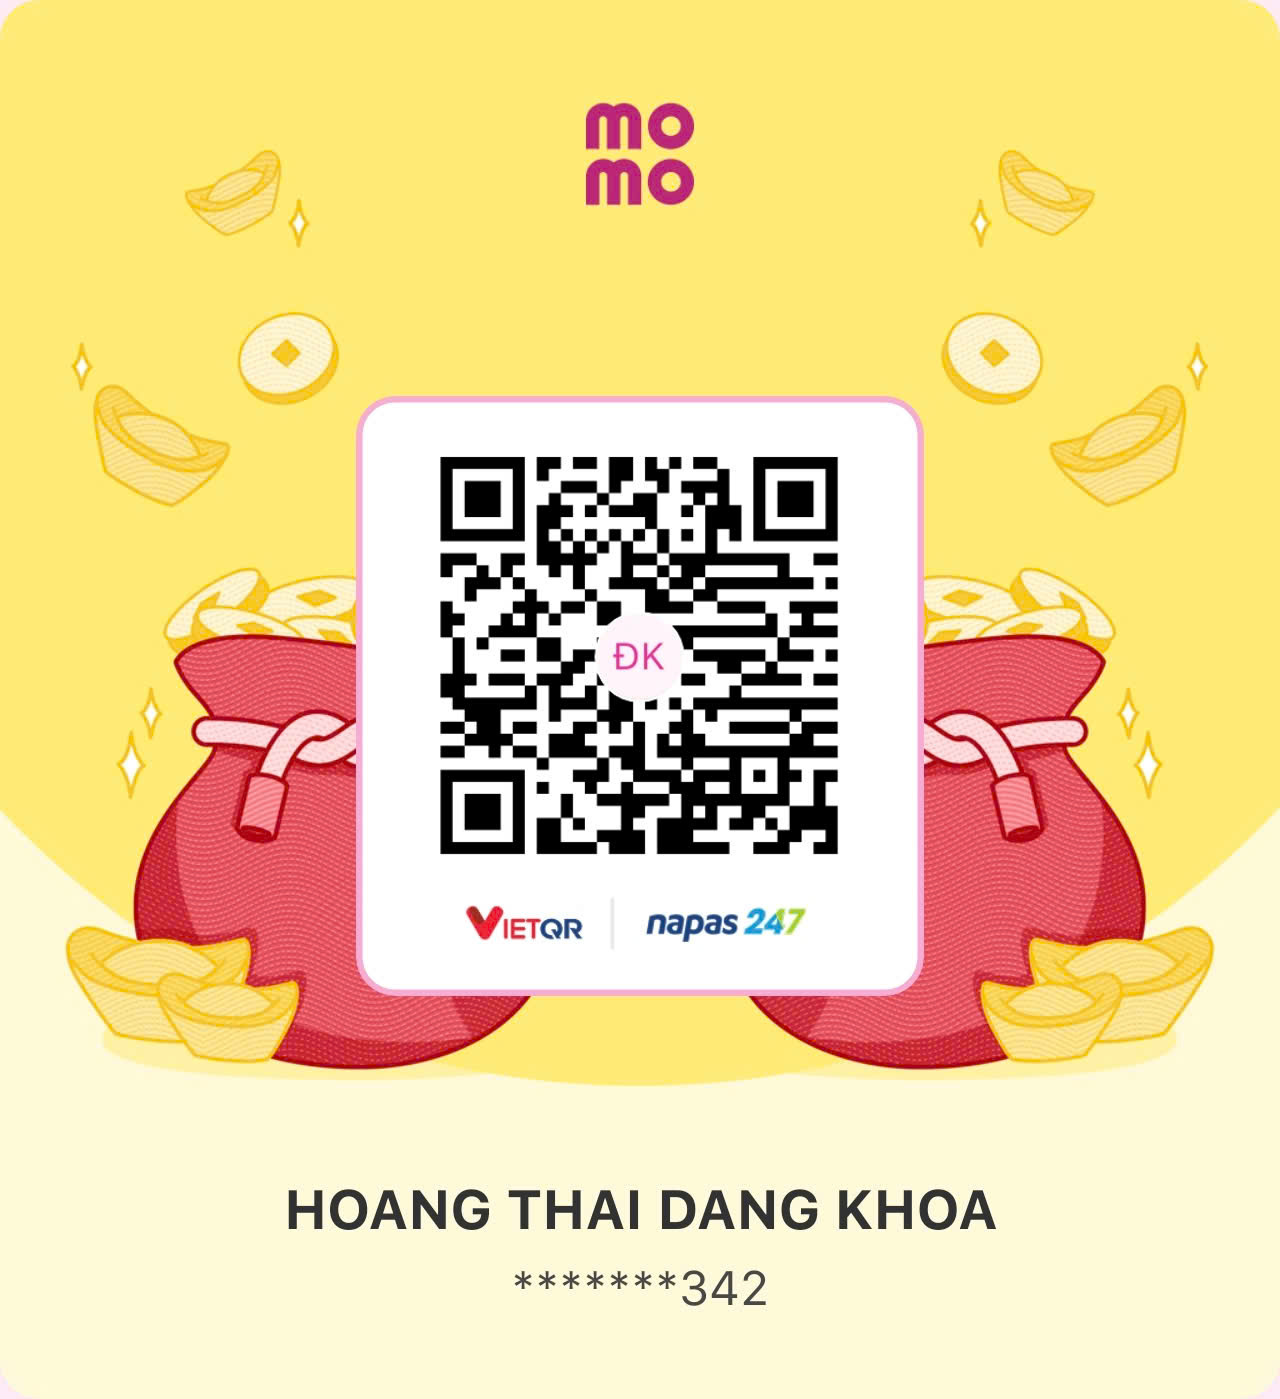 mo
mo
ĐK
VIETQR
napas 247
HOANG THAI DANG KHOA
*******342